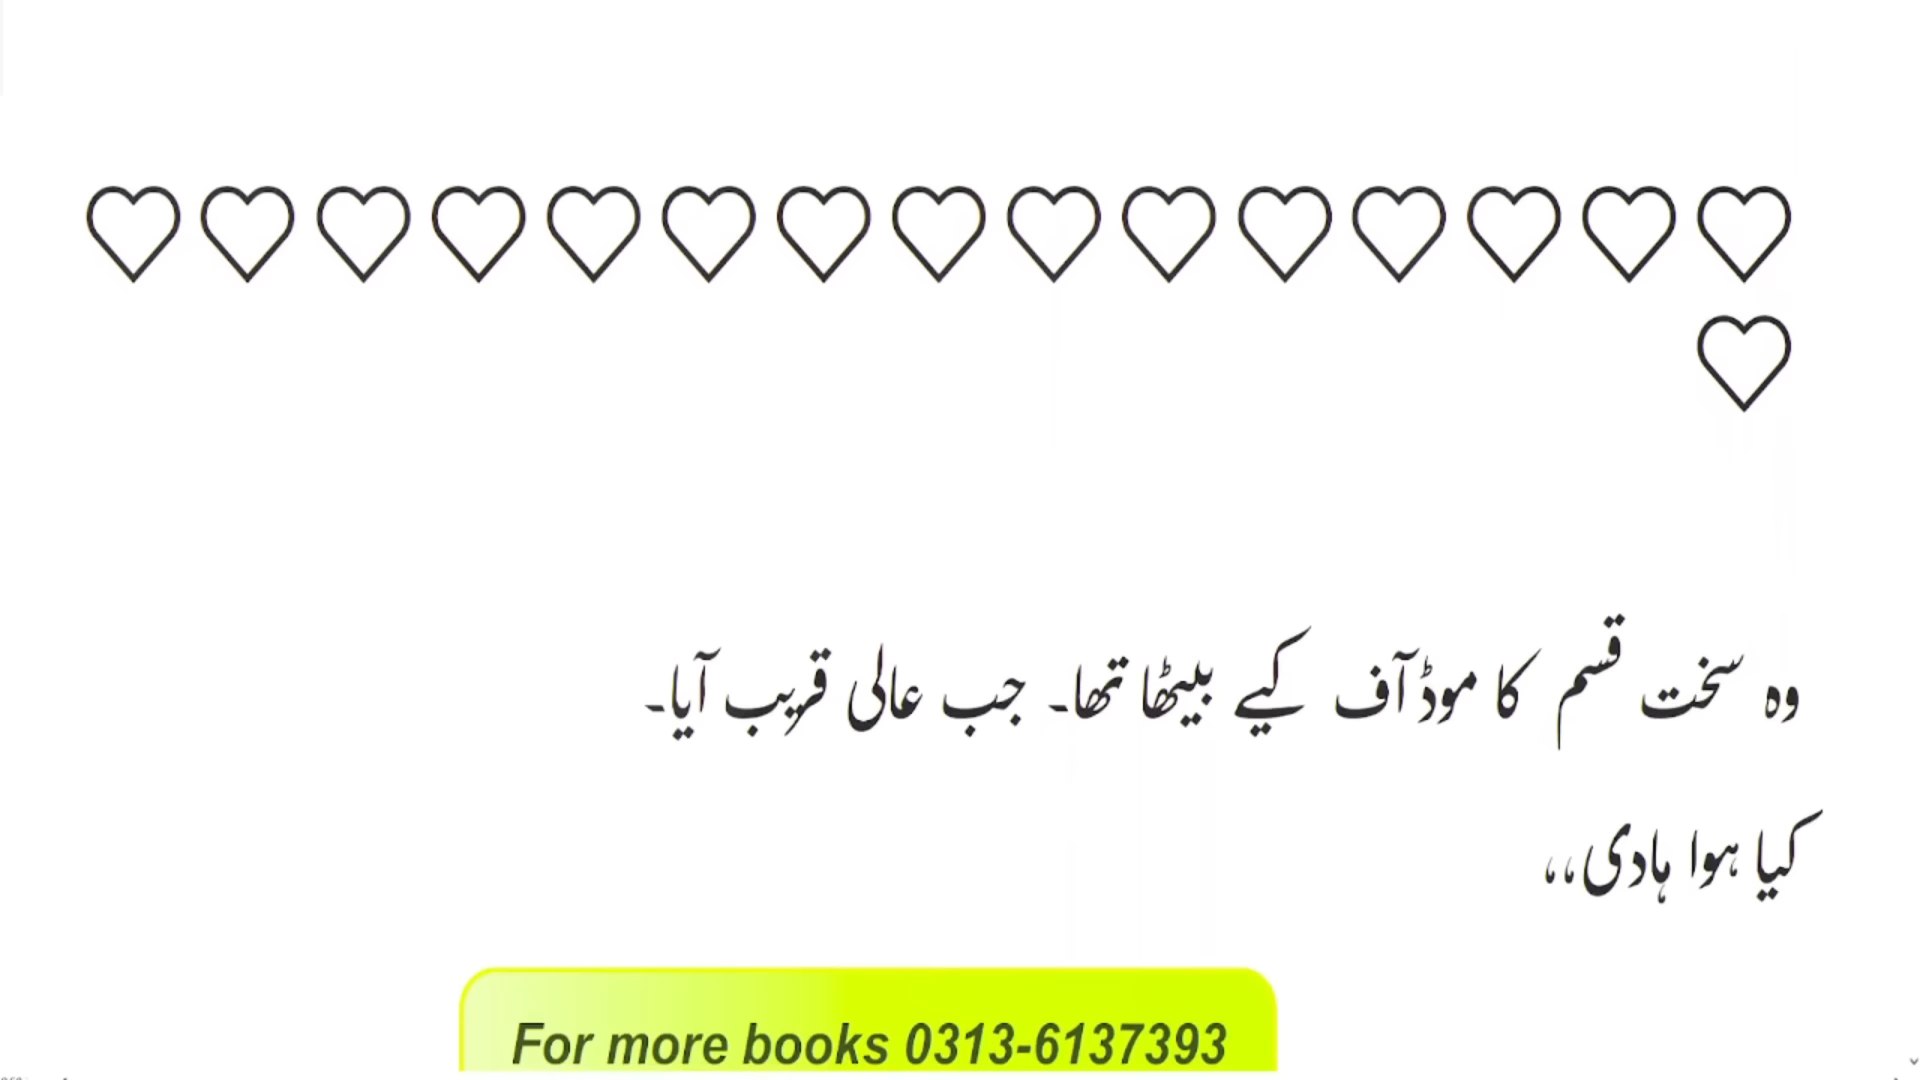 ♡♡♡♡♡♡♡♡♡♡♡♡♡♡♡
♡
وہ سخت قسم کا موڈ آف کیے بیٹھا تھا۔ جب عالی قریب آیا۔
کیا ہوا ہادی،،
For more books 0313-6137393